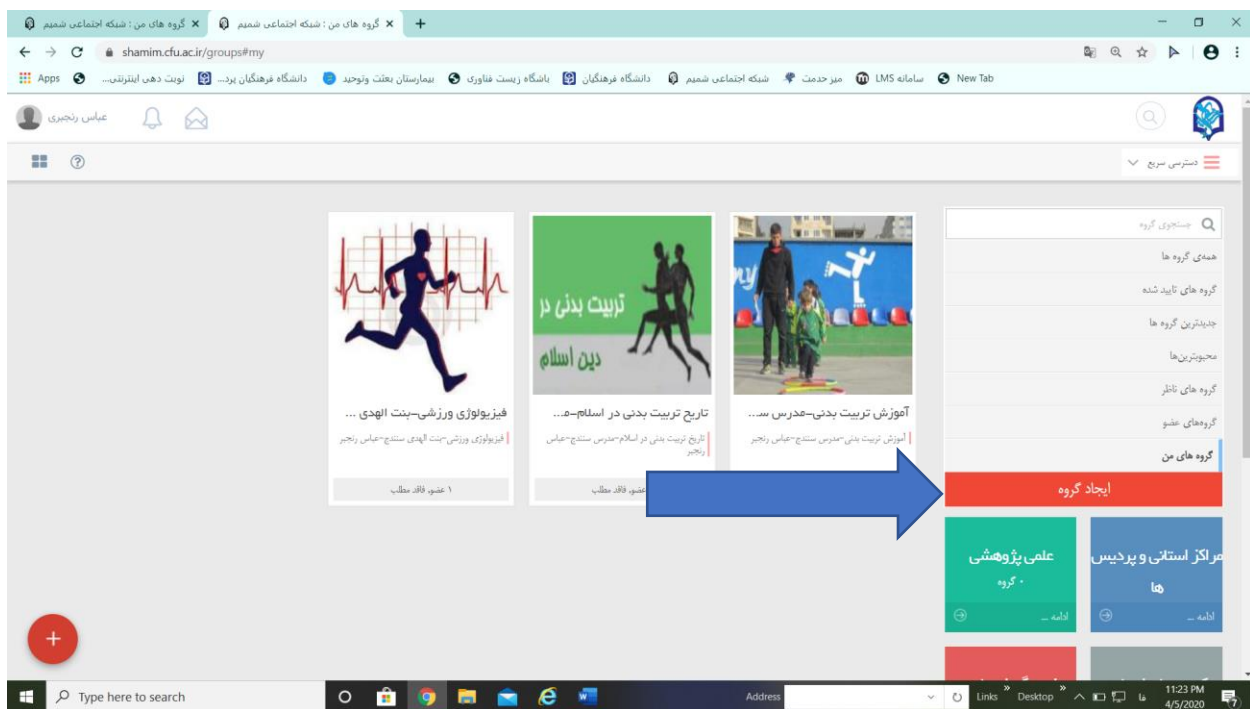 گروه های من : شبکه اجتماعی شمیم
گروه های من : شبکه اجتماعی شمیم
shamim.cfu.ac.ir/groups#my
Apps
نوبت دهی اینترنتی...
دانشگاه فرهنگیان پرد...
بیمارستان بعثت وتوحید
باشگاه زیست فناوری
دانشگاه فرهنگیان
شبکه اجتماعی شمیم
میز خدمت
سامانه LMS
New Tab
عباس رنجبری
دسترسی سریع
جستجوی گروه
همه‌ی گروه ها
گروه های تایید شده
جدیدترین گروه ها
محبوبترین‌ها
گروه های ناظر
گروه‌های عضو
گروه های من
ایجاد گروه
مراکز استانی و پردیس
ها
ادامه ...
علمی پژوهشی
۰ گروه
ادامه ...
my
آموزش تربیت بدنی-مدرس سـ...
آموزش تربیت بدنی-مدرس سنندج-عباس رنجبر
تربیت بدنی در
دین اسلام
تاریخ تربیت بدنی در اسلام-مـ...
تاریخ تربیت بدنی در اسلام-مدرس سنندج-عباس
رنجبر
عضو, فاقد مطلب
فیزیولوژی ورزشی-بنت الهدی ...
فیزیولوژی ورزشی-بنت الهدی سنندج-عباس رنجبر
۱ عضو, فاقد مطلب
Type here to search
Address
Links
Desktop
فا
11:23 PM
4/5/2020
7